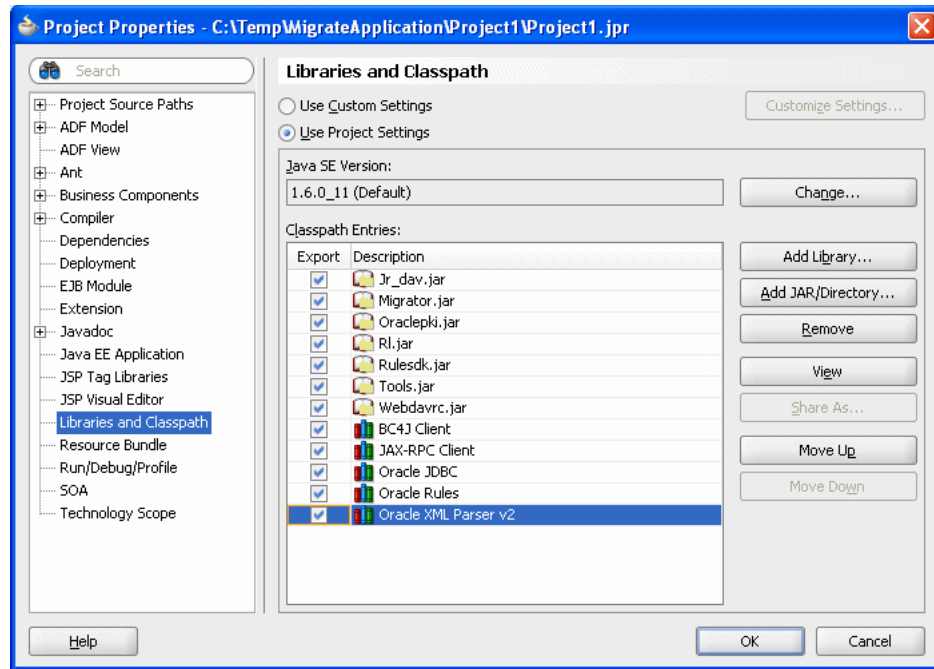 Project Properties - C:\Temp\MigrateApplication\Project1\Project1.jpr
Search
Project Source Paths
ADF Model
ADF View
Ant
Business Components
Compiler
Dependencies
Deployment
EJB Module
Extension
Javadoc
Java EE Application
JSP Tag Libraries
JSP Visual Editor
Libraries and Classpath
Resource Bundle
Run/Debug/Profile
SOA
Technology Scope
Libraries and Classpath
Use Custom Settings
Customize Settings...
Use Project Settings
Java SE Version:
1.6.0_11 (Default)
Change...
Classpath Entries:
Export Description
Jr_dav.jar
Migrator.jar
Oraclepki.jar
Rl.jar
Rulesdk.jar
Tools.jar
Webdavrc.jar
BC4J Client
JAX-RPC Client
Oracle JDBC
Oracle Rules
Oracle XML Parser v2
Add Library...
Add JAR/Directory...
Remove
View
Share As...
Move Up
Move Down
Help
OK
Cancel